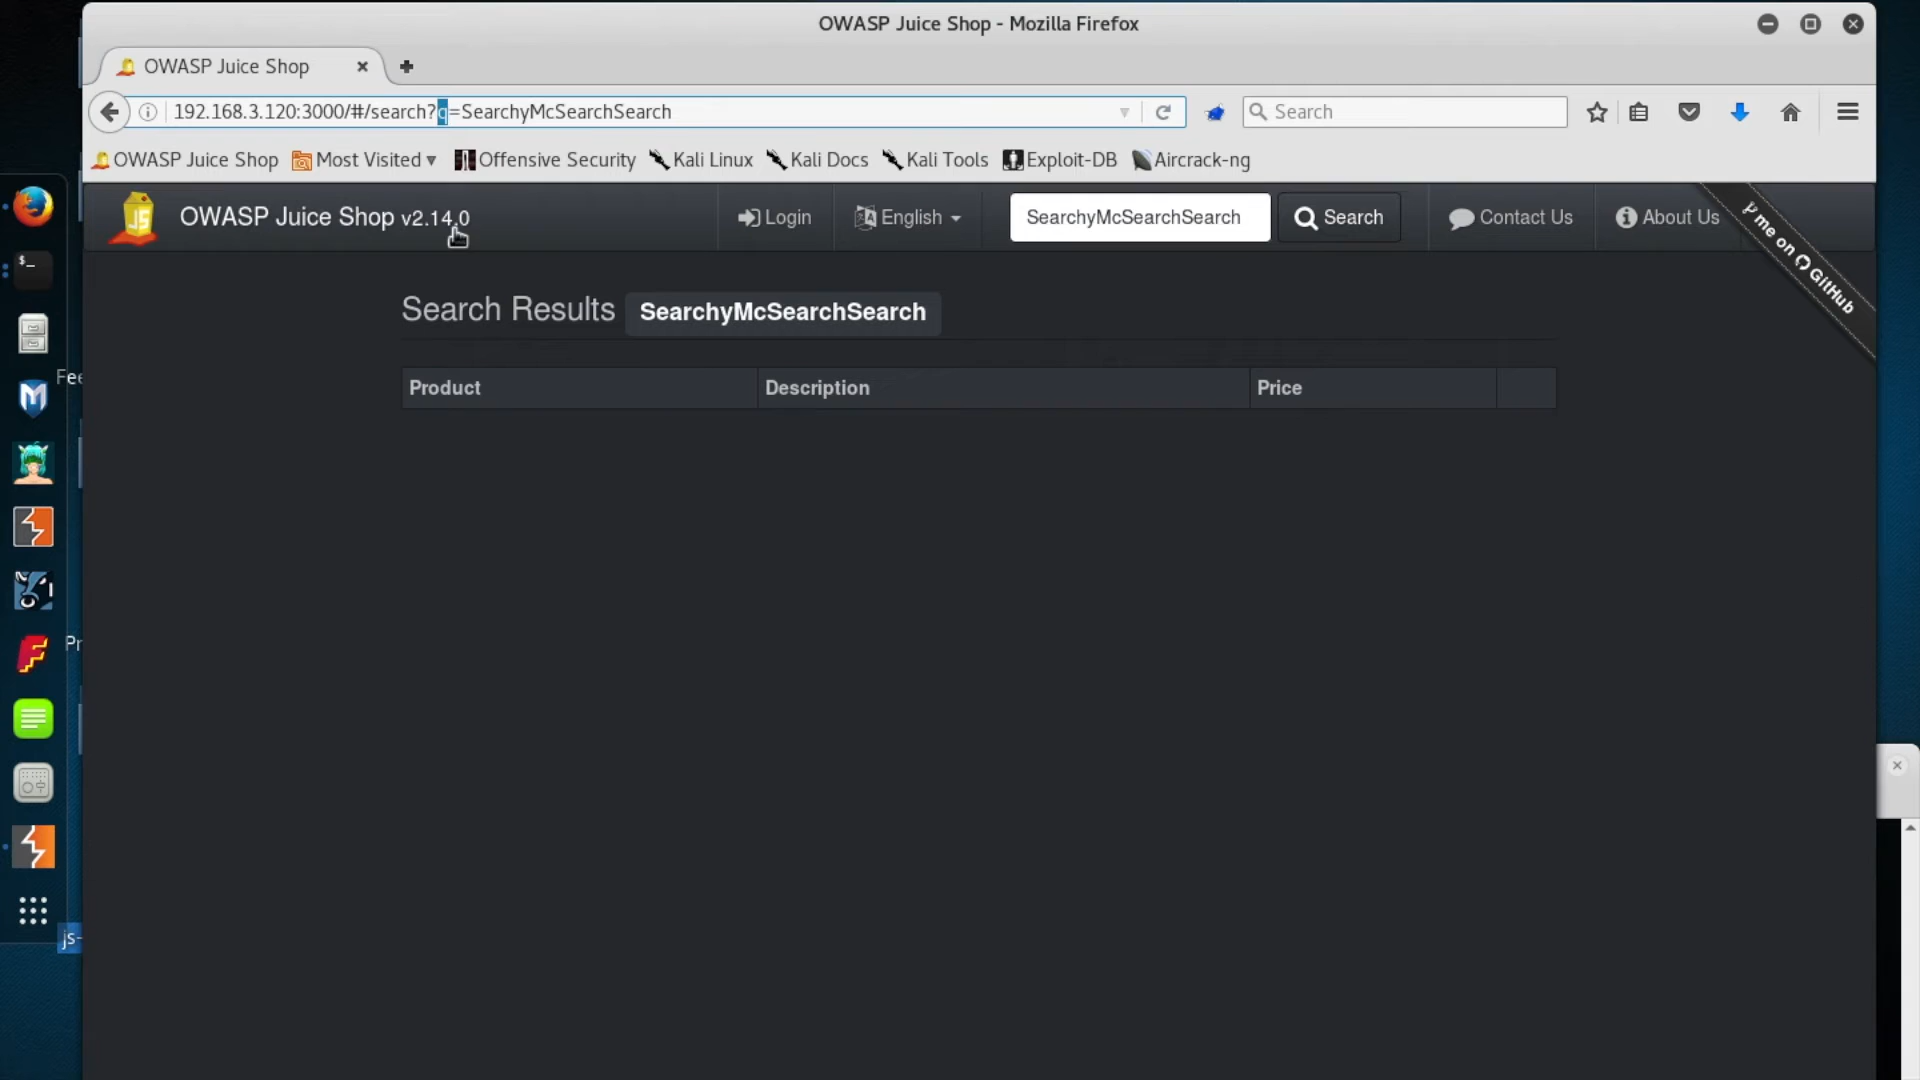 OWASP Juice Shop - Mozilla Firefox
OWASP Juice Shop
192.168.3.120:3000/#/search?q=SearchyMcSearchSearch
Search
OWASP Juice Shop
Most Visited
Offensive Security
Kali Linux
Kali Docs
Kali Tools
Exploit-DB
Aircrack-ng
OWASP Juice Shop v2.14.0
Login
English
SearchyMcSearchSearch
Search
Contact Us
About Us
me on GitHub
Search Results SearchyMcSearchSearch
Product Description Price
$
Fee
Pr
js-